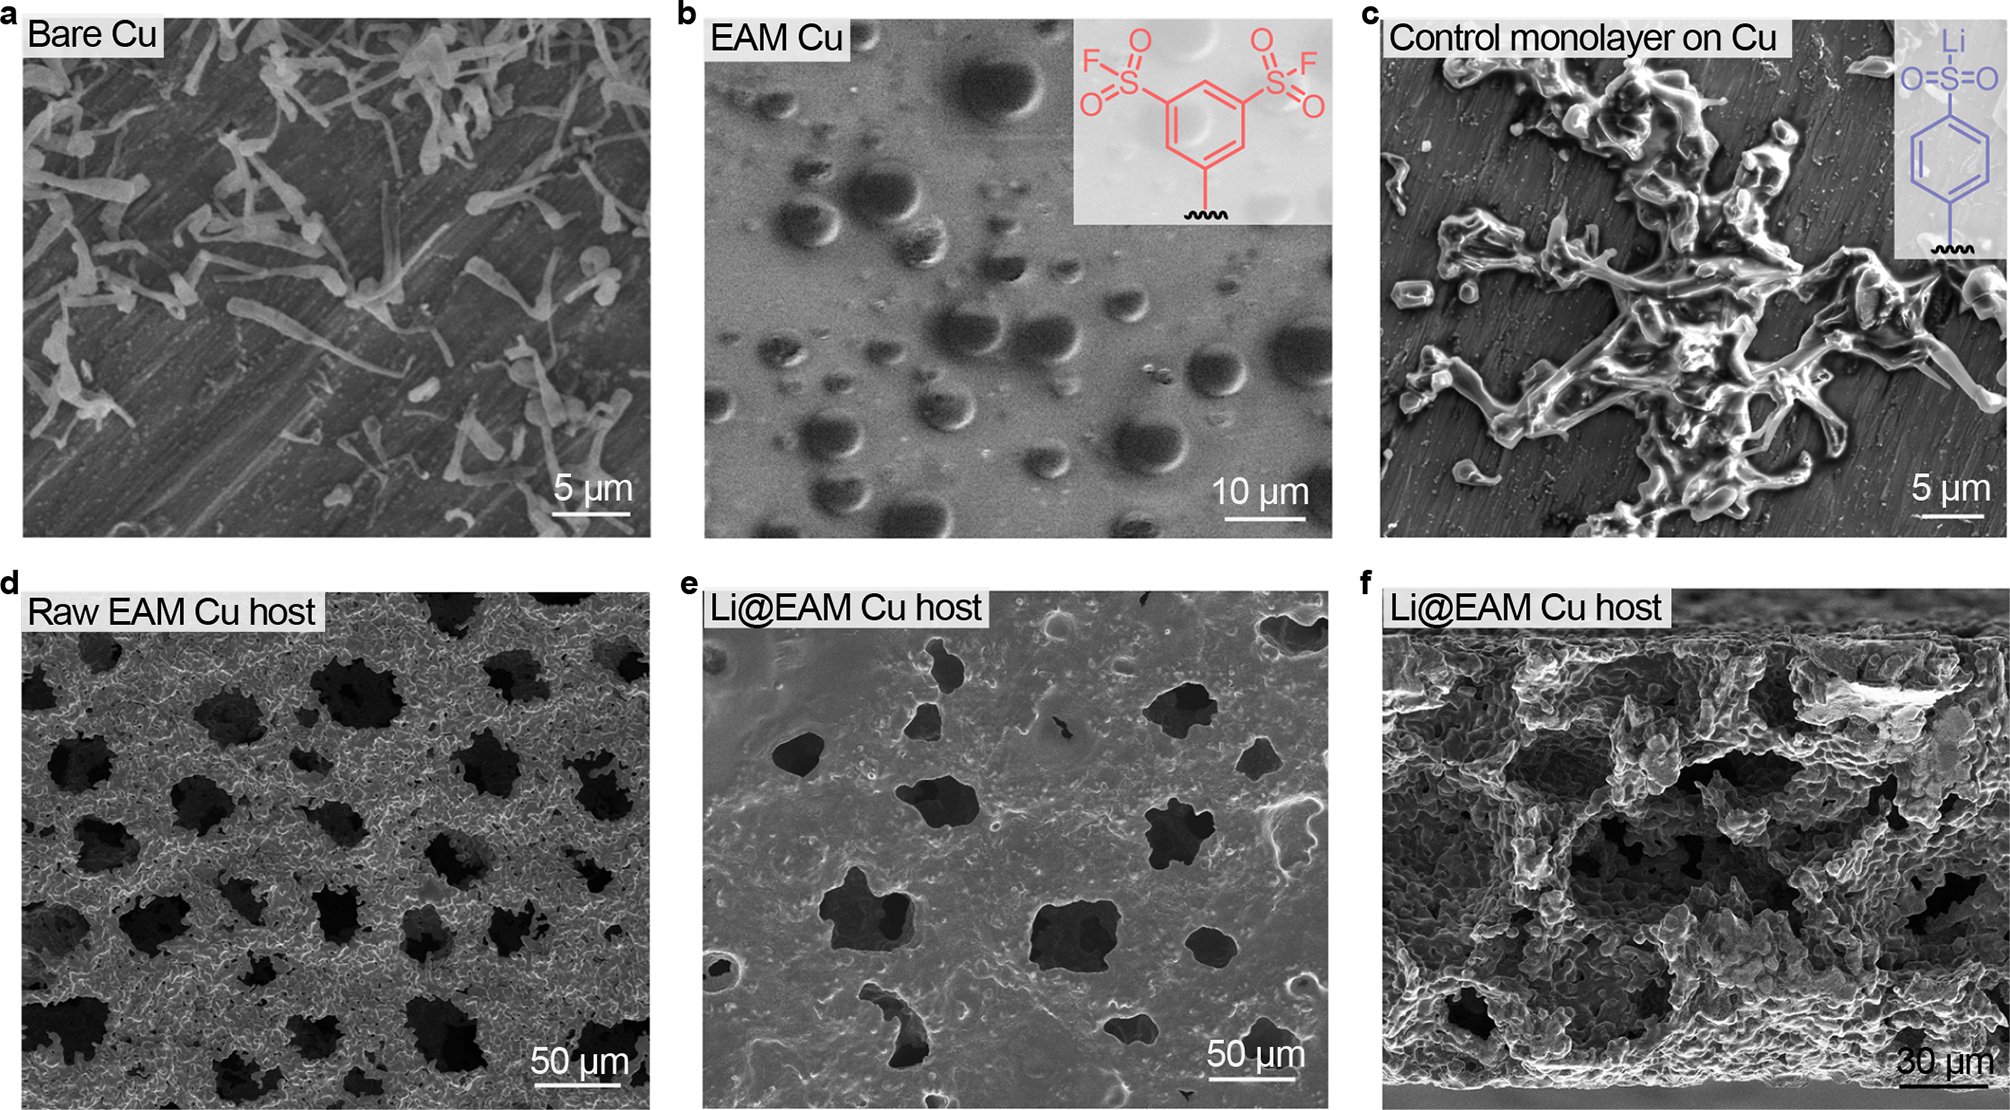 a
Bare Cu
5 µm
b
EAM Cu
O
O
F
S
S
F
O
O
10 µm
c
Control monolayer on Cu
Li
O=S=O
5 µm
d
Raw EAM Cu host
50 µm
e
Li@EAM Cu host
50 µm
f
Li@EAM Cu host
30 µm